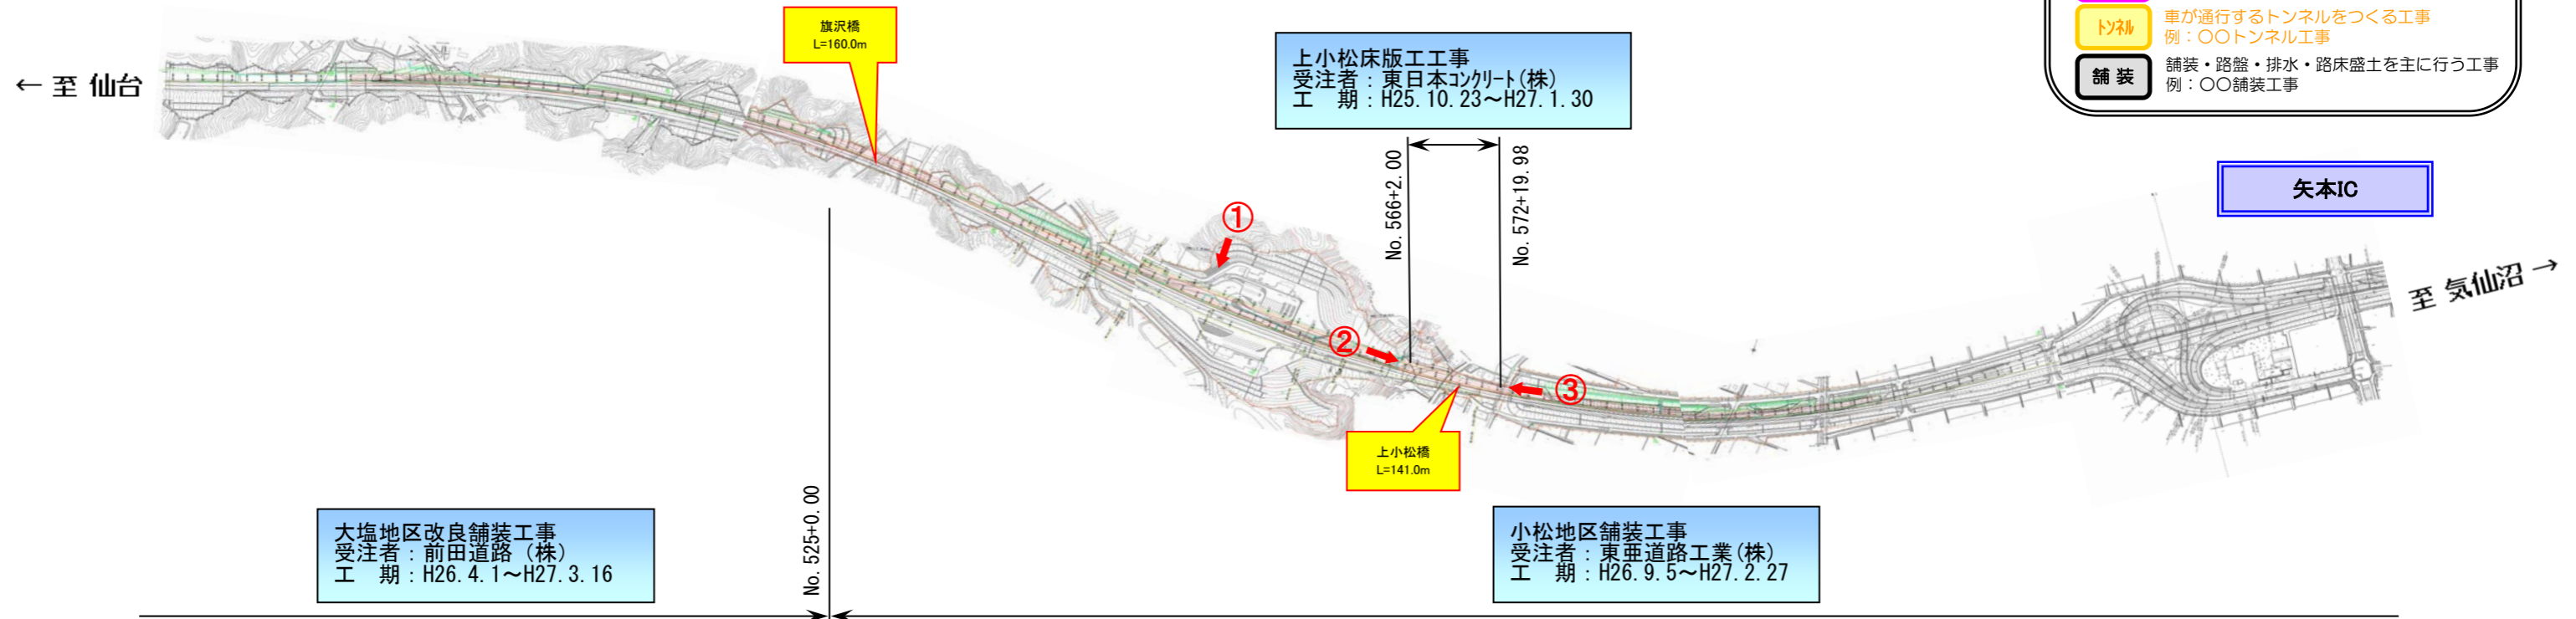 トンネル
車が通行するトンネルをつくる工事
例：〇〇トンネル工事
舗 装
舗装・路盤・排水・路床盛土を主に行う工事
例：〇〇舗装工事
旗沢橋
L=160.0m
上小松床版工工事
受注者：東日本コンクリート(株)
工　期：H25.10.23～H27.1.30
← 至 仙台
No.566+2.00
No.572+19.98
矢本IC
至 気仙沼 →
①
②
③
上小松橋
L=141.0m
No.525+0.00
大塩地区改良舗装工事
受注者：前田道路（株）
工　期：H26.4.1～H27.3.16
小松地区舗装工事
受注者：東亜道路工業(株)
工　期：H26.9.5～H27.2.27